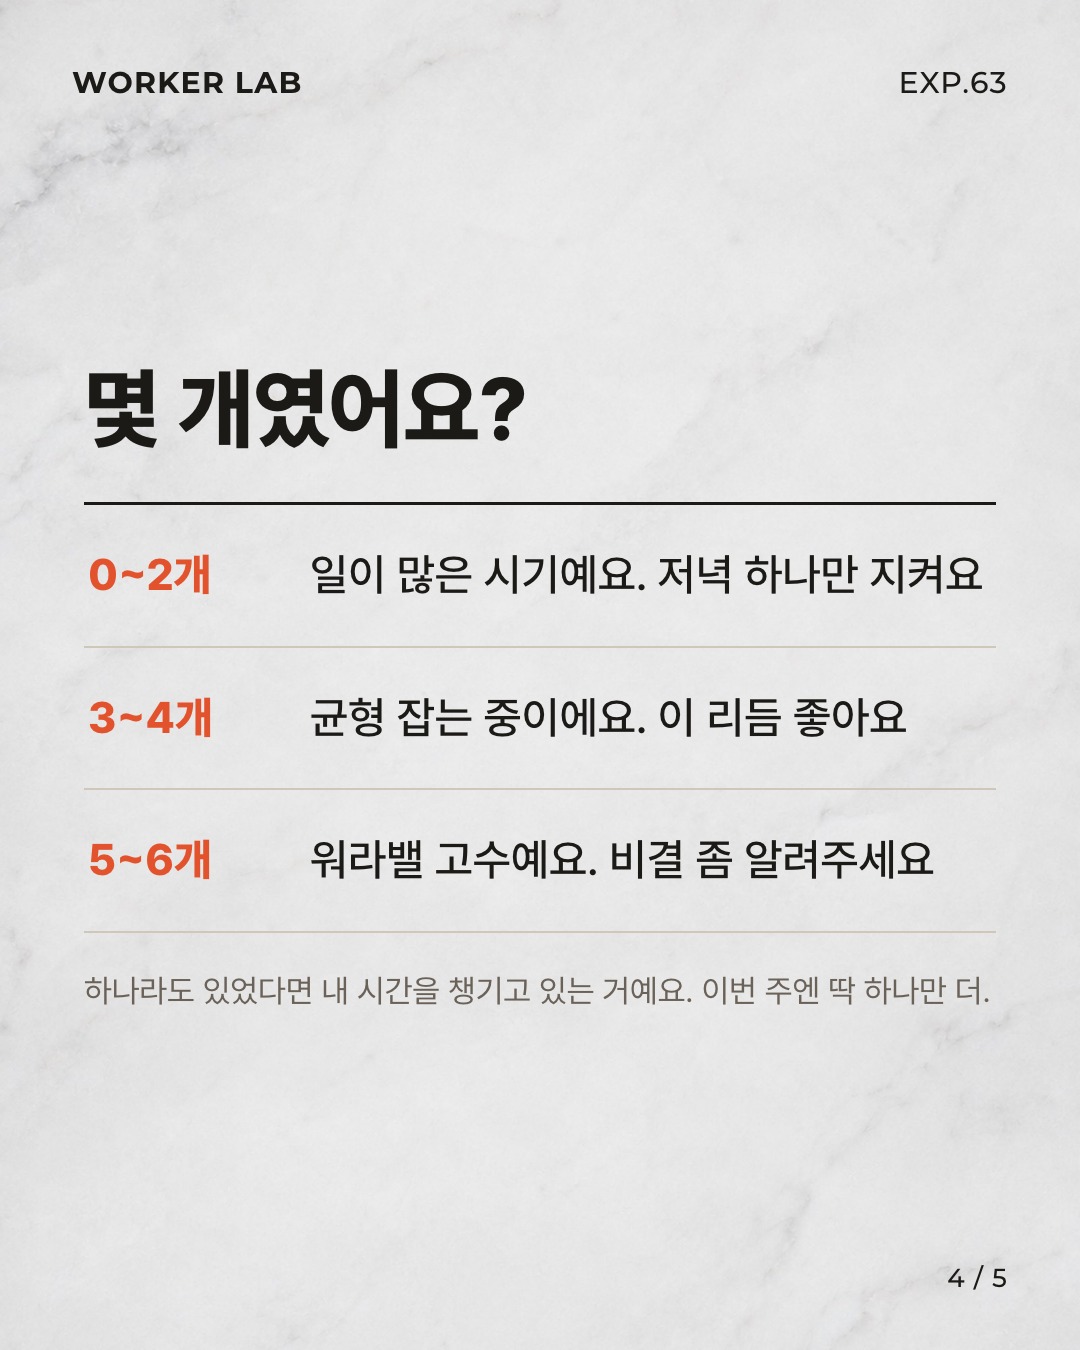 WORKER LAB
EXP.63
몇 개였어요?
0~2개 일이 많은 시기예요. 저녁 하나만 지켜요
3~4개 균형 잡는 중이에요. 이 리듬 좋아요
5~6개 워라밸 고수예요. 비결 좀 알려주세요
하나라도 있었다면 내 시간을 챙기고 있는 거예요. 이번 주엔 딱 하나만 더.
4 / 5